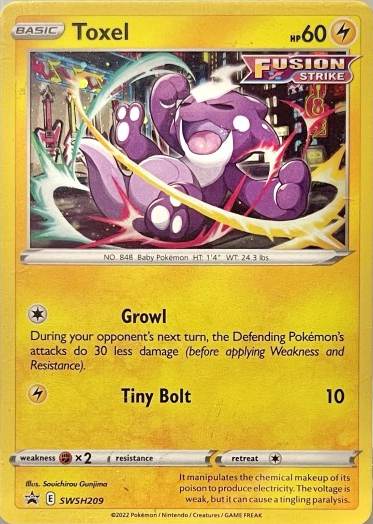 BASIC Toxel HP 60
FUSION
STRIKE
NO. 848 Baby Pokémon HT: 1'4" WT: 24.3 lbs.
Growl
During your opponent's next turn, the Defending Pokémon's
attacks do 30 less damage (before applying Weakness and
Resistance).
Tiny Bolt 10
weakness ×2 resistance retreat
Illus. Souichirou Gunjima
E SWSH209
It manipulates the chemical makeup of its
poison to produce electricity. The voltage is
weak, but it can cause a tingling paralysis.
©2022 Pokémon / Nintendo / Creatures / GAME FREAK